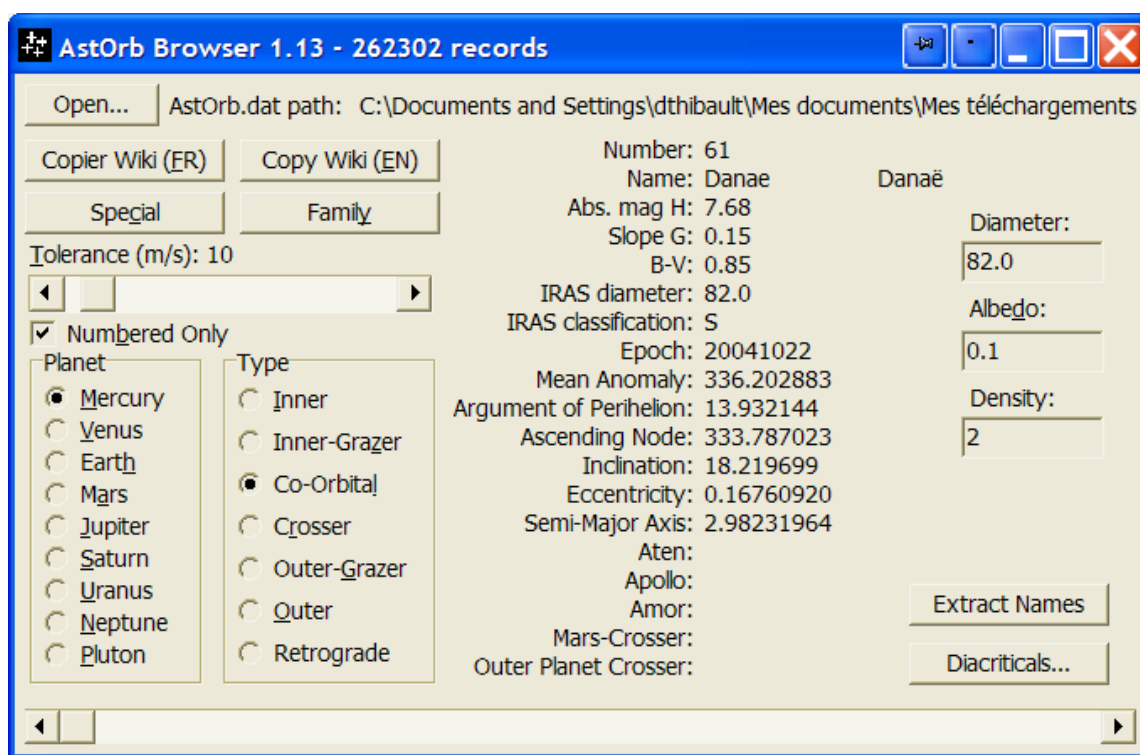 AstOrb Browser 1.13 - 262302 records
Open... AstOrb.dat path: C:\Documents and Settings\dthibault\Mes documents\Mes téléchargements
Copier Wiki (FR) Copy Wiki (EN)
Special Family
Tolerance (m/s): 10
Numbered Only
Planet
Mercury
Venus
Earth
Mars
Jupiter
Saturn
Uranus
Neptune
Pluton
Type
Inner
Inner-Grazer
Co-Orbital
Crosser
Outer-Grazer
Outer
Retrograde
Number: 61
Name: Danae Danaë
Abs. mag H: 7.68
Slope G: 0.15
B-V: 0.85
IRAS diameter: 82.0
IRAS classification: S
Epoch: 20041022
Mean Anomaly: 336.202883
Argument of Perihelion: 13.932144
Ascending Node: 333.787023
Inclination: 18.219699
Eccentricity: 0.16760920
Semi-Major Axis: 2.98231964
Aten:
Apollo:
Amor:
Mars-Crosser:
Outer Planet Crosser:
Diameter:
82.0
Albedo:
0.1
Density:
2
Extract Names
Diacriticals...